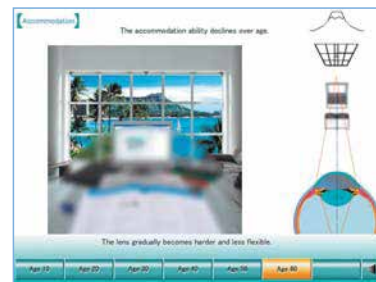 【Accommodation】
The accommodation ability declines over age.
The lens gradually becomes harder and less flexible.
Age 10 Age 20 Age 30 Age 40 Age 50 Age 60